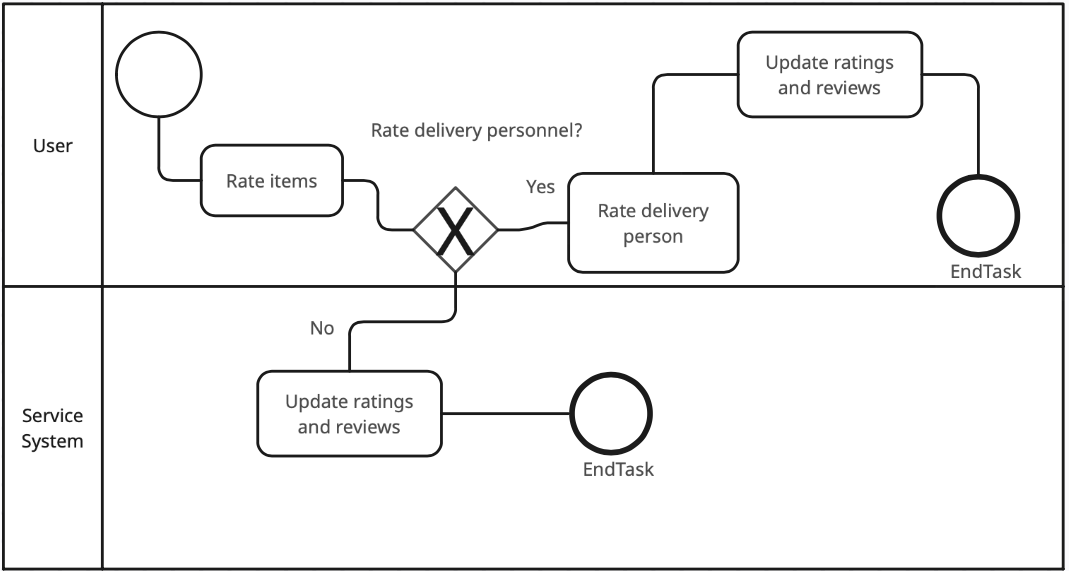 User
Rate items
Rate delivery personnel?
X
Yes
Rate delivery
person
Update ratings
and reviews
EndTask
Service
System
No
Update ratings
and reviews
EndTask